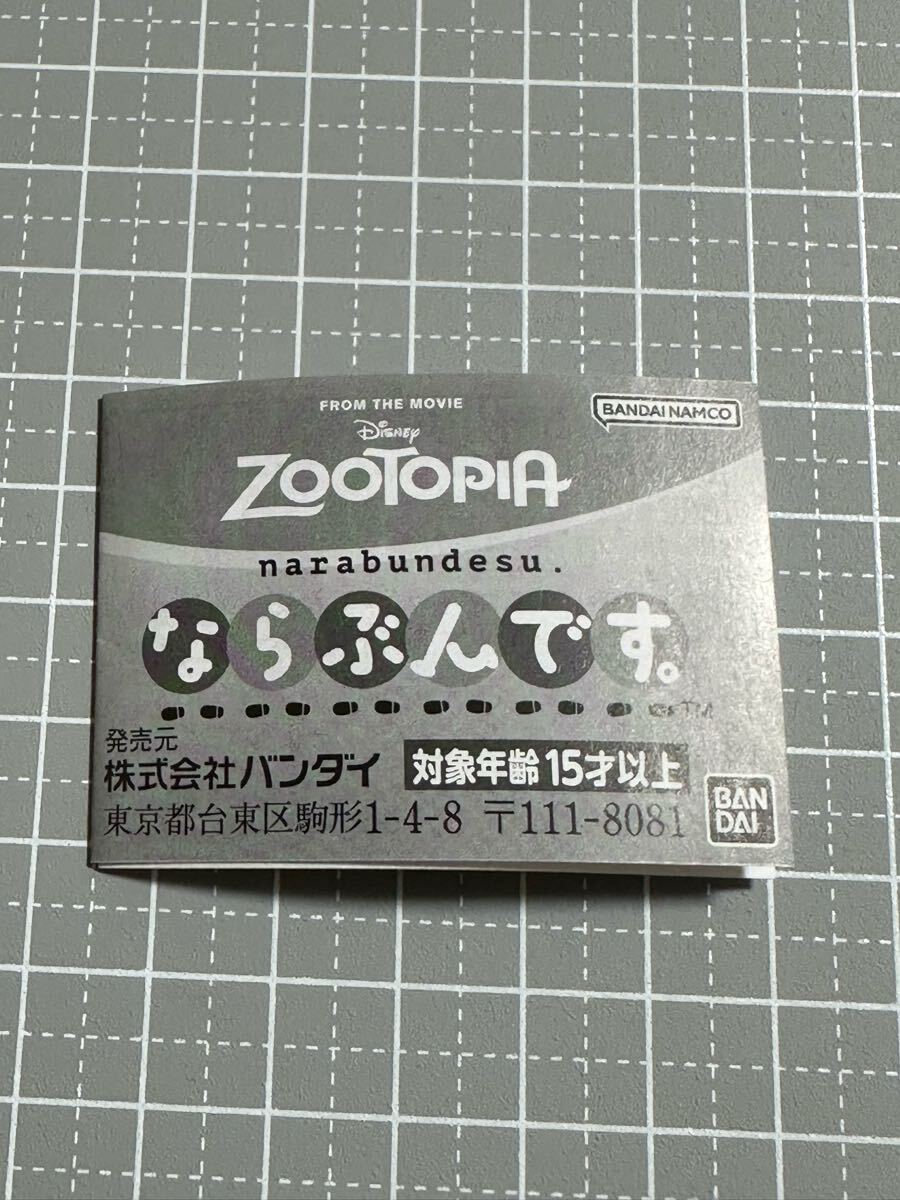 FROM THE MOVIE
BANDAI NAMCO
Disney
ZOOTOPIA
narabundesu.
ならぶんです。
TM
発売元
株式会社バンダイ 対象年齢15才以上
東京都台東区駒形1-4-8 〒111-8081
BAN
DAI